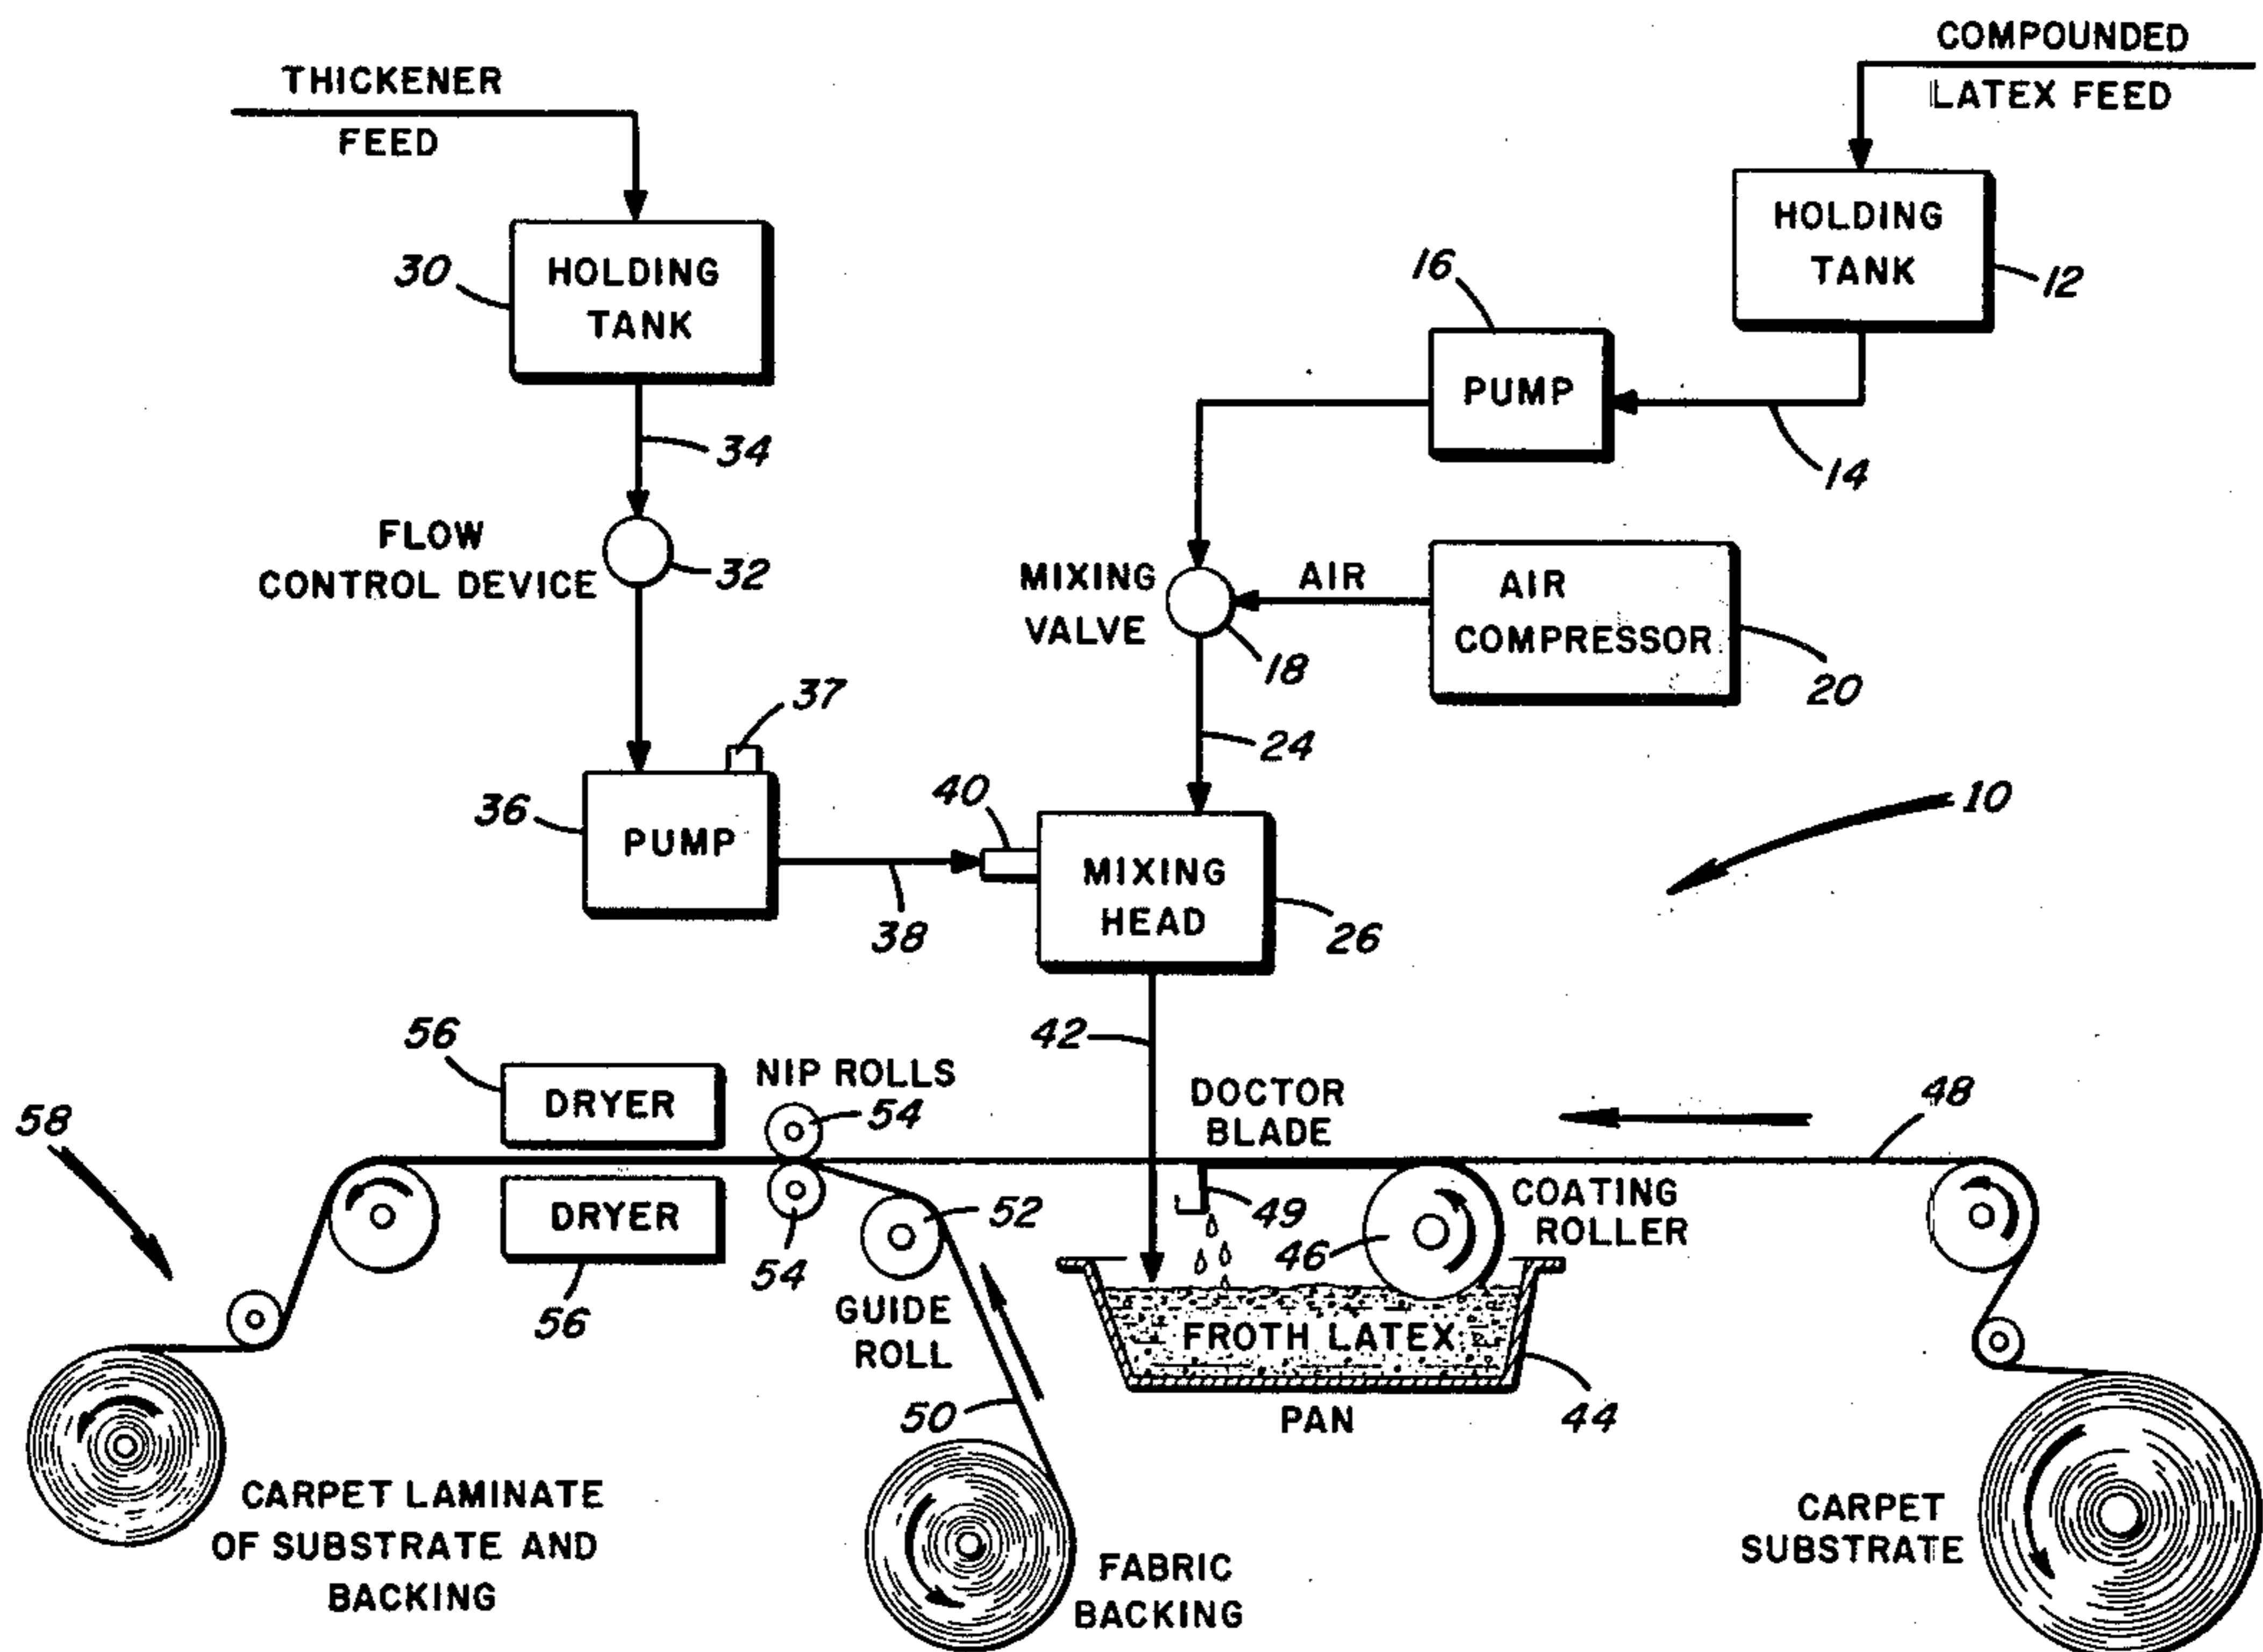 COMPOUNDED
LATEX FEED
THICKENER
FEED
HOLDING
TANK
12
HOLDING
TANK
30
16
PUMP
14
34
FLOW
CONTROL DEVICE
32
MIXING
VALVE
AIR
AIR
COMPRESSOR
18
20
37
24
36
PUMP
40
10
MIXING
HEAD
38
26
42
56
DRYER
NIP ROLLS
54
DOCTOR
BLADE
48
58
DRYER
52
49
COATING
ROLLER
46
54
56
GUIDE
ROLL
FROTH LATEX
50
PAN
44
CARPET LAMINATE
OF SUBSTRATE AND
BACKING
FABRIC
BACKING
CARPET
SUBSTRATE